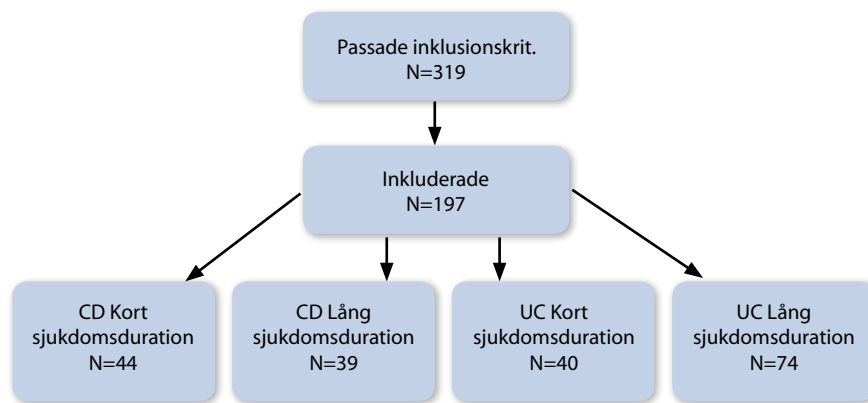 Passade inklusionskrit.
N=319
Inkluderade
N=197
CD Kort
sjukdomsduration
N=44
CD Lång
sjukdomsduration
N=39
UC Kort
sjukdomsduration
N=40
UC Lång
sjukdomsduration
N=74